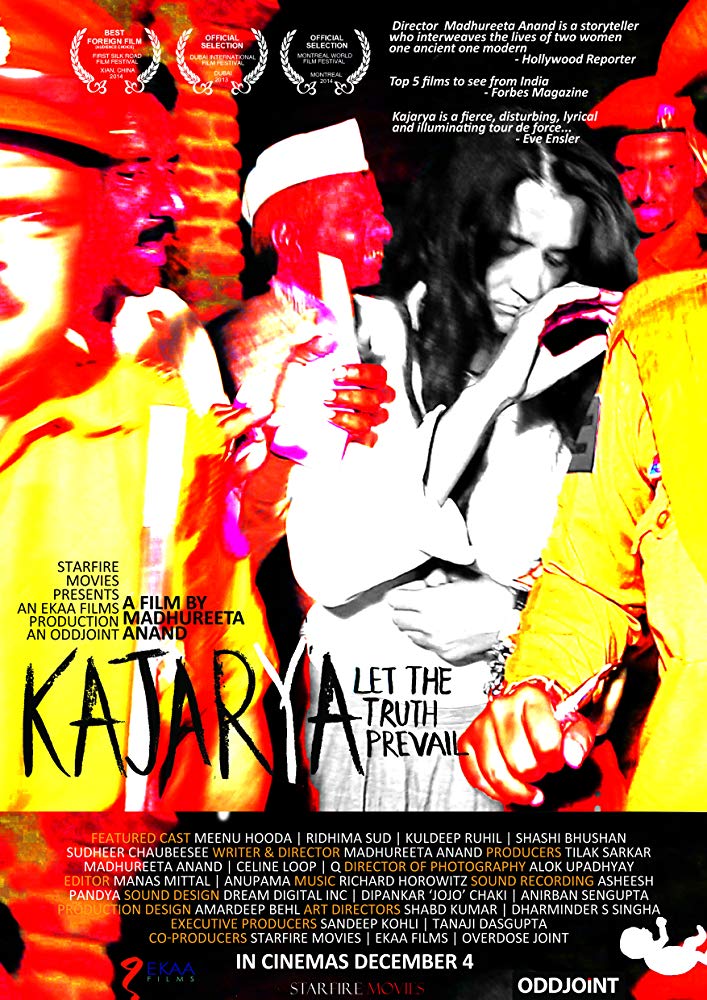 BEST
FOREIGN FILM
[AUDIENCE CHOICE]
FIRST SILK ROAD
FILM FESTIVAL
XIAN, CHINA
2014
OFFICIAL
SELECTION
DUBAI INTERNATIONAL
FILM FESTIVAL
DUBAI
2013
OFFICIAL
SELECTION
MONTREAL WORLD
FILM FESTIVAL
MONTREAL
2014
Director Madhureeta Anand is a storyteller
who interweaves the lives of two women
one ancient one modern
- Hollywood Reporter
Top 5 films to see from India
- Forbes Magazine
Kajarya is a fierce, disturbing, lyrical
and illuminating tour de force...
- Eve Ensler
STARFIRE
MOVIES
PRESENTS
AN EKAA FILMS
PRODUCTION
AN ODDJOINT
A FILM BY
MADHUREETA
ANAND
KAJARYA
LET THE
TRUTH
PREVAIL
FEATURED CAST MEENU HOODA | RIDHIMA SUD | KULDEEP RUHIL | SHASHI BHUSHAN
SUDHEER CHAUBEESEE WRITER & DIRECTOR MADHUREETA ANAND PRODUCERS TILAK SARKAR
MADHUREETA ANAND | CELINE LOOP | Q DIRECTOR OF PHOTOGRAPHY ALOK UPADHYAY
EDITOR MANAS MITTAL | ANUPAMA MUSIC RICHARD HOROWITZ SOUND RECORDING ASHEESH
PANDYA SOUND DESIGN DREAM DIGITAL INC | DIPANKAR 'JOJO' CHAKI | ANIRBAN SENGUPTA
PRODUCTION DESIGN AMARDEEP BEHL ART DIRECTORS SHABD KUMAR | DHARMINDER S SINGHA
EXECUTIVE PRODUCERS SANDEEP KOHLI | TANAJI DASGUPTA
CO-PRODUCERS STARFIRE MOVIES | EKAA FILMS | OVERDOSE JOINT
IN CINEMAS DECEMBER 4
EKAA
FILMS
STARFIRE MOVIES
ODDJOINT